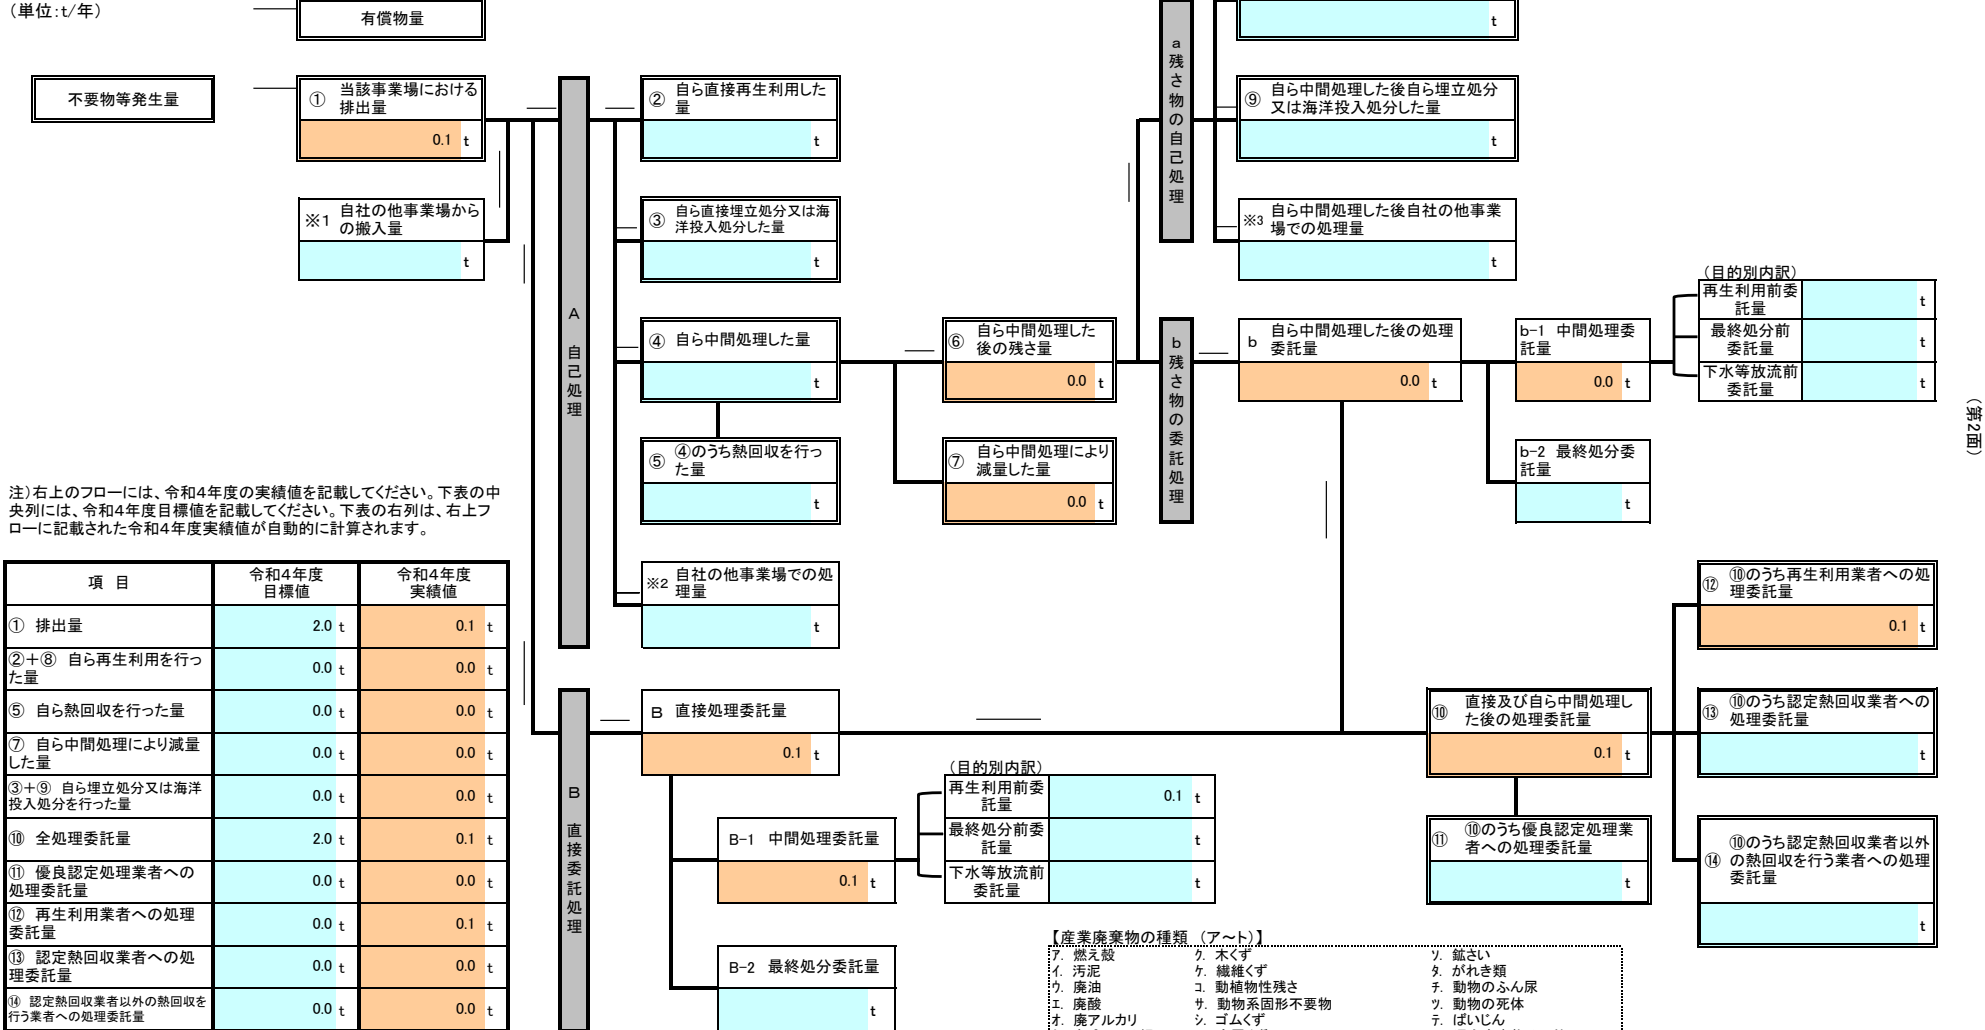 （単位：t/年）
有償物量
t
不要物等発生量
① 当該事業場における
排出量
0.1 t
※1 自社の他事業場から
の搬入量
t
A 自己処理
② 自ら直接再生利用した
量
t
③ 自ら直接埋立処分又は海
洋投入処分した量
t
④ 自ら中間処理した量
t
⑤ ④のうち熱回収を行っ
た量
t
※2 自社の他事業場での処
理量
t
⑥ 自ら中間処理した
後の残さ量
0.0 t
⑦ 自ら中間処理により
減量した量
0.0 t
a 残さ物の自己処理
⑨ 自ら中間処理した後自ら埋立処分
又は海洋投入処分した量
t
※3 自ら中間処理した後自社の他事業
場での処理量
t
b 残さ物の委託処理
b 自ら中間処理した後の処理
委託量
0.0 t
b-1 中間処理委
託量
0.0 t
b-2 最終処分委
託量
t
（目的別内訳）
再生利用前委
託量
t
最終処分前
委託量
t
下水等放流前
委託量
t
（第2面）
注）右上のフローには、令和4年度の実績値を記載してください。下表の中
央列には、令和4年度目標値を記載してください。下表の右列は、右上フ
ローに記載された令和4年度実績値が自動的に計算されます。
項 目 令和4年度
目標値 令和4年度
実績値
① 排出量 2.0 t 0.1 t
②＋⑧ 自ら再生利用を行っ
た量 0.0 t 0.0 t
⑤ 自ら熱回収を行った量 0.0 t 0.0 t
⑦ 自ら中間処理により減量
した量 0.0 t 0.0 t
③＋⑨ 自ら埋立処分又は海洋
投入処分を行った量 0.0 t 0.0 t
⑩ 全処理委託量 2.0 t 0.1 t
⑪ 優良認定処理業者への
処理委託量 0.0 t 0.0 t
⑫ 再生利用業者への処理
委託量 0.0 t 0.1 t
⑬ 認定熱回収業者への処
理委託量 0.0 t 0.0 t
⑭ 認定熱回収業者以外の熱回収を
行う業者への処理委託量 0.0 t 0.0 t
B 直接委託処理
B 直接処理委託量
0.1 t
B-1 中間処理委託量
0.1 t
B-2 最終処分委託量
t
（目的別内訳）
再生利用前委
託量
0.1 t
最終処分前委
託量
t
下水等放流前
委託量
t
⑩ 直接及び自ら中間処理し
た後の処理委託量
0.1 t
⑪ ⑩のうち優良認定処理業
者への処理委託量
t
⑫ ⑩のうち再生利用業者への処
理委託量
0.1 t
⑬ ⑩のうち認定熱回収業者への
処理委託量
t
⑭ ⑩のうち認定熱回収業者以外
の熱回収を行う業者への処理
委託量
t
【産業廃棄物の種類 （ア～ト）】
ア. 燃え殻 ク. 木くず ソ. 鉱さい
イ. 汚泥 ケ. 繊維くず タ. がれき類
ウ. 廃油 コ. 動植物性残さ チ. 動物のふん尿
エ. 廃酸 サ. 動物系固形不要物 ツ. 動物の死体
オ. 廃アルカリ シ. ゴムくず テ. ばいじん